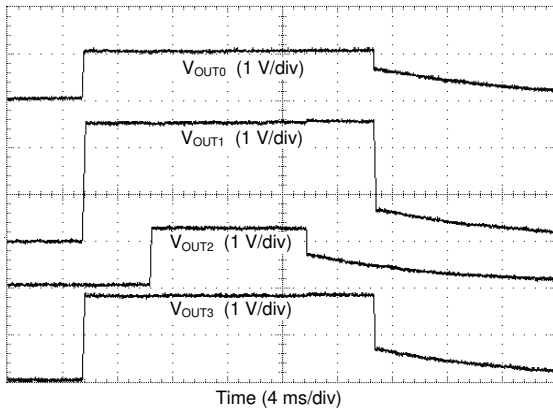 VOUT0 (1 V/div)
VOUT1 (1 V/div)
VOUT2 (1 V/div)
VOUT3 (1 V/div)
Time (4 ms/div)